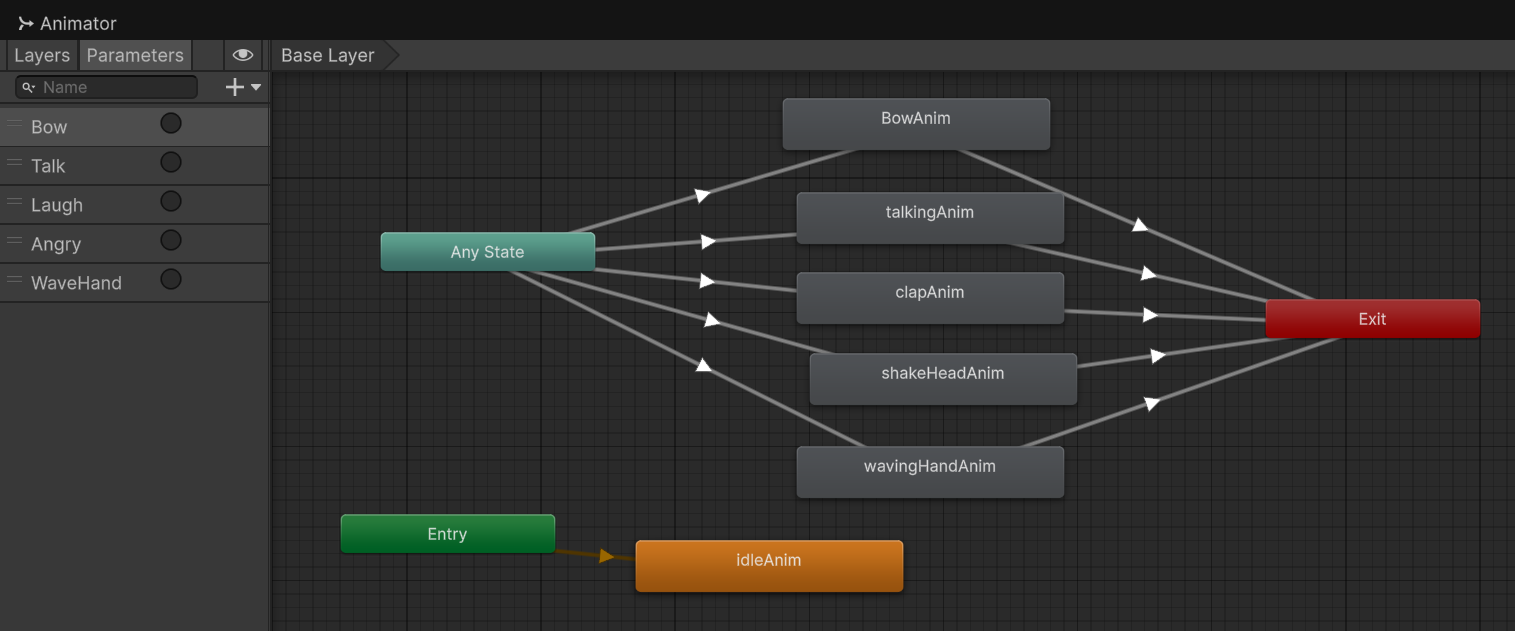 Animator
Layers Parameters
Base Layer
Name
Bow
Talk
Laugh
Angry
WaveHand
BowAnim
talkingAnim
Any State
clapAnim
Exit
shakeHeadAnim
wavingHandAnim
Entry
idleAnim